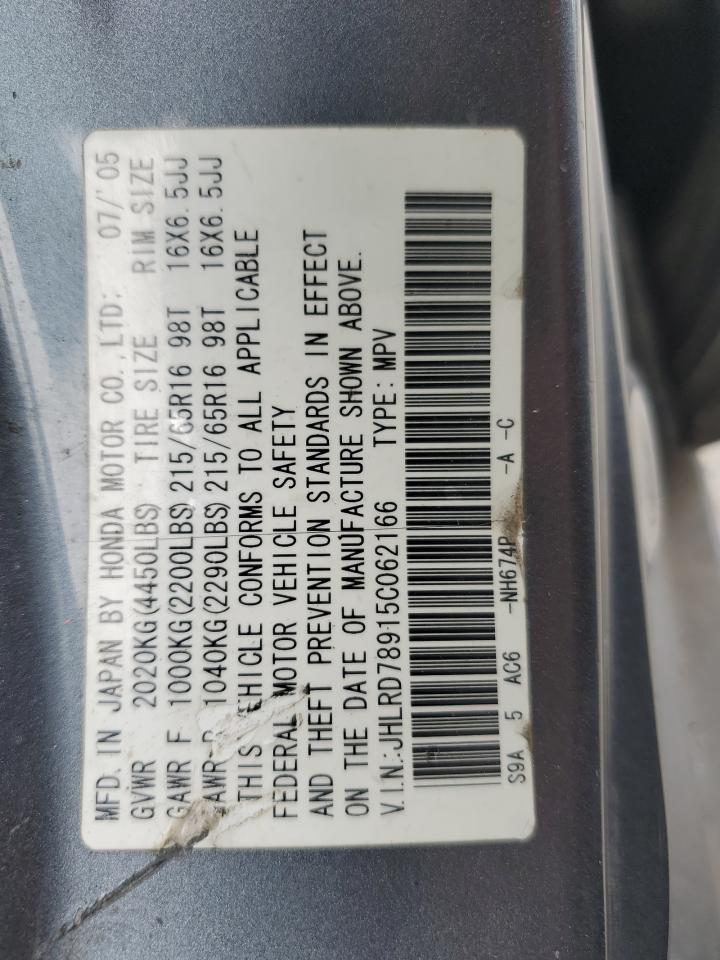 MFD. IN JAPAN BY HONDA MOTOR CO.,LTD: 07/'05
GVWR 2020KG(4450LBS) TIRE SIZE RIM SIZE
GAWR F 1000KG(2200LBS) 215/65R16 98T 16X6.5JJ
GAWR R 1040KG(2290LBS) 215/65R16 98T 16X6.5JJ
THIS VEHICLE CONFORMS TO ALL APPLICABLE
FEDERAL MOTOR VEHICLE SAFETY
AND THEFT PREVENTION STANDARDS IN EFFECT
ON THE DATE OF MANUFACTURE SHOWN ABOVE.
V.I.N.:JHLRD78915C062166 TYPE: MPV
S9A 5 AC6 -NH674P -A -C